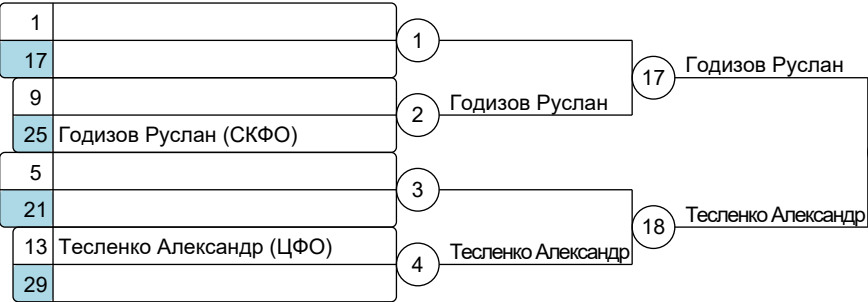 1
17
1
9
2
Годизов Руслан
25 Годизов Руслан (СКФО)
17
Годизов Руслан
5
21
3
13 Тесленко Александр (ЦФО)
4
Тесленко Александр
29
18
Тесленко Александр